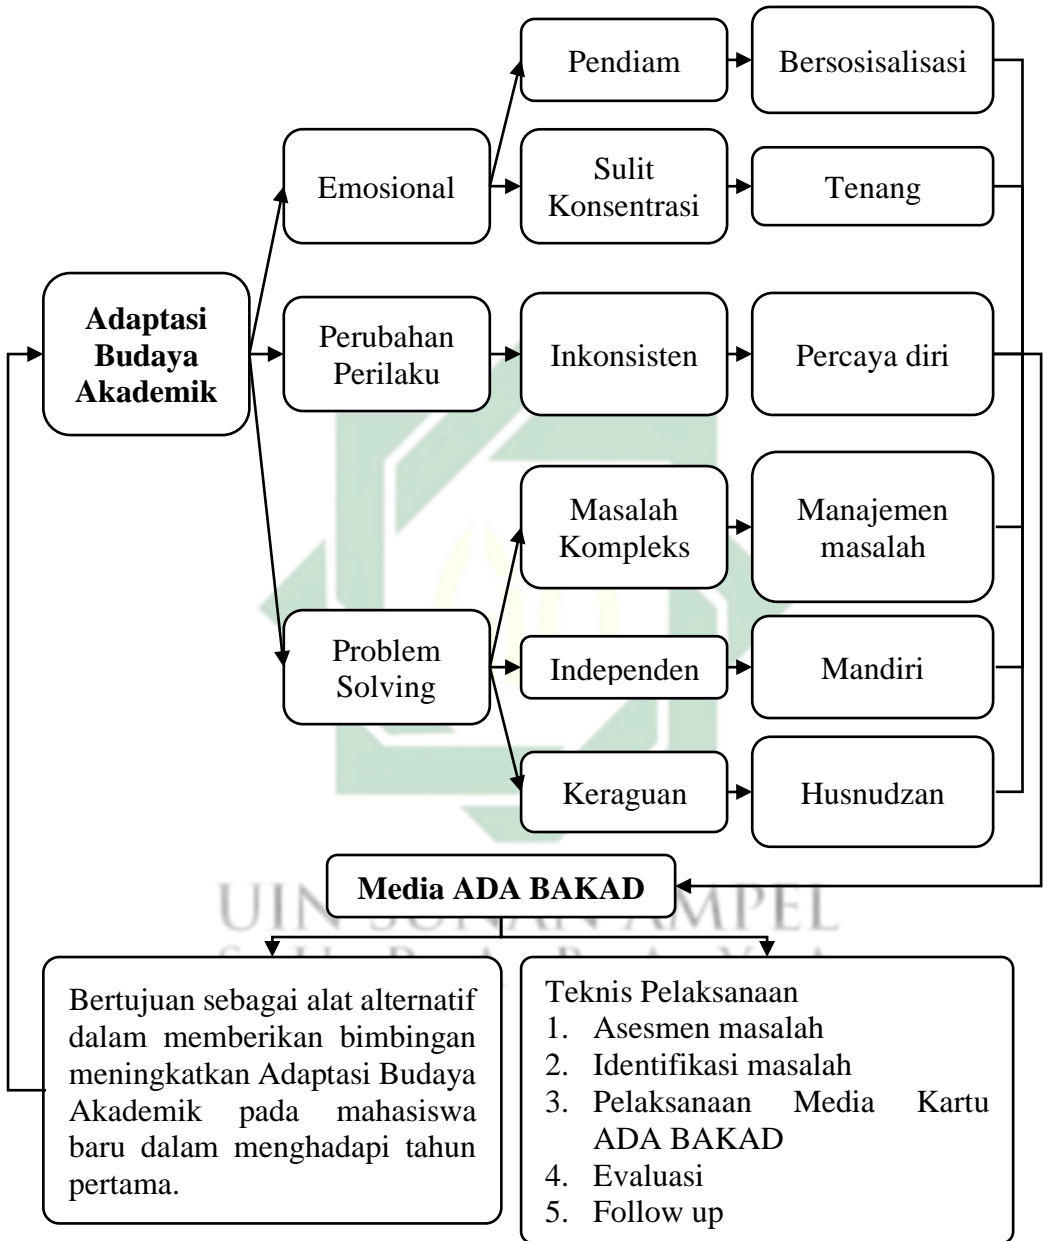 Pendiam
Bersosisalisasi
Emosional
Sulit
Konsentrasi
Tenang
Adaptasi
Budaya
Akademik
Perubahan
Perilaku
Inkonsisten
Percaya diri
Masalah
Kompleks
Manajemen
masalah
Problem
Solving
Independen
Mandiri
Keraguan
Husnudzan
Media ADA BAKAD
UIN SUNAN AMPEL
S U R A B A Y A
Bertujuan sebagai alat alternatif
dalam memberikan bimbingan
meningkatkan Adaptasi Budaya
Akademik pada mahasiswa
baru dalam menghadapi tahun
pertama.
Teknis Pelaksanaan
1. Asesmen masalah
2. Identifikasi masalah
3. Pelaksanaan Media Kartu
ADA BAKAD
4. Evaluasi
5. Follow up